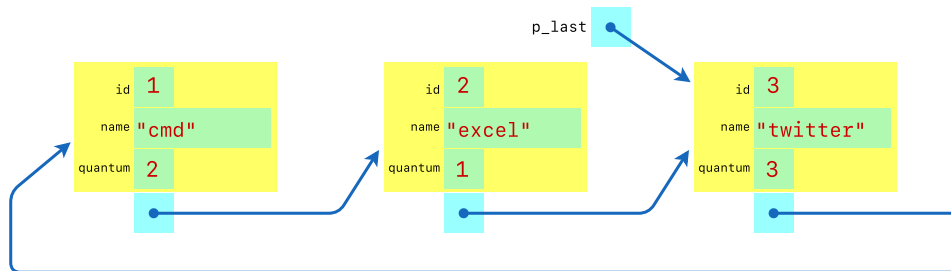 p_last
id 1
name "cmd"
quantum 2
id 2
name "excel"
quantum 1
id 3
name "twitter"
quantum 3